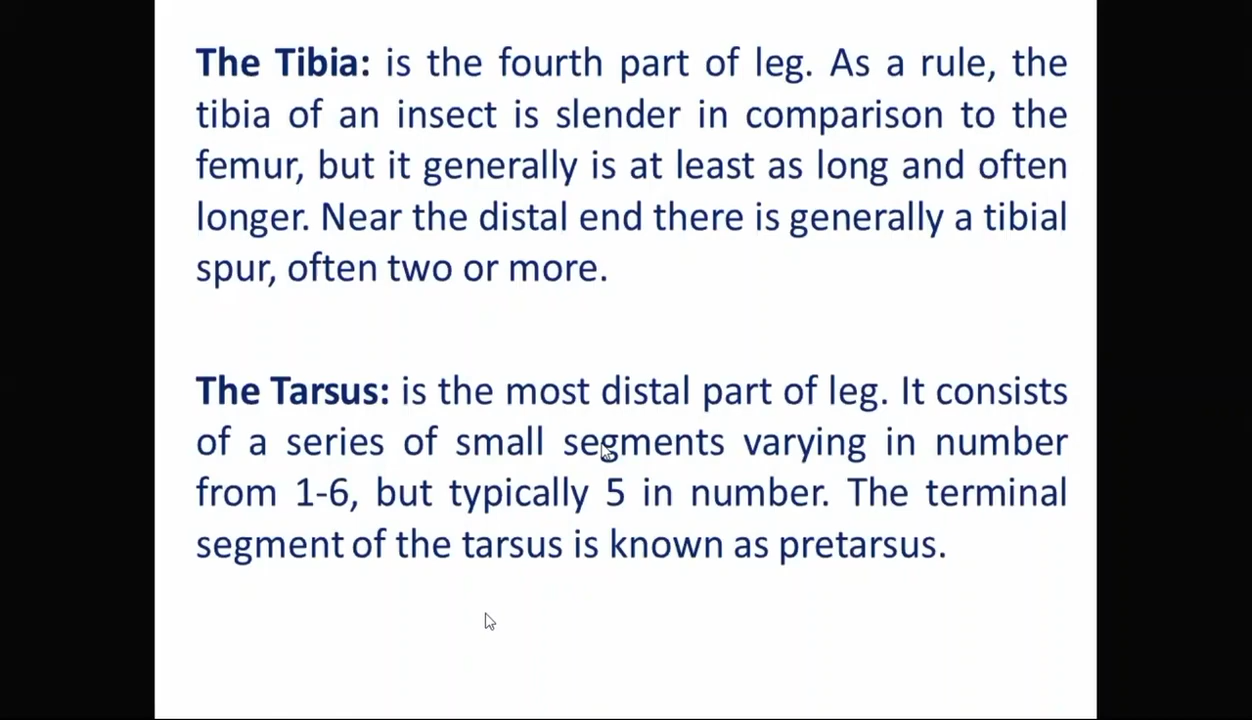 The Tibia: is the fourth part of leg. As a rule, the
tibia of an insect is slender in comparison to the
femur, but it generally is at least as long and often
longer. Near the distal end there is generally a tibial
spur, often two or more.
The Tarsus: is the most distal part of leg. It consists
of a series of small segments varying in number
from 1-6, but typically 5 in number. The terminal
segment of the tarsus is known as pretarsus.